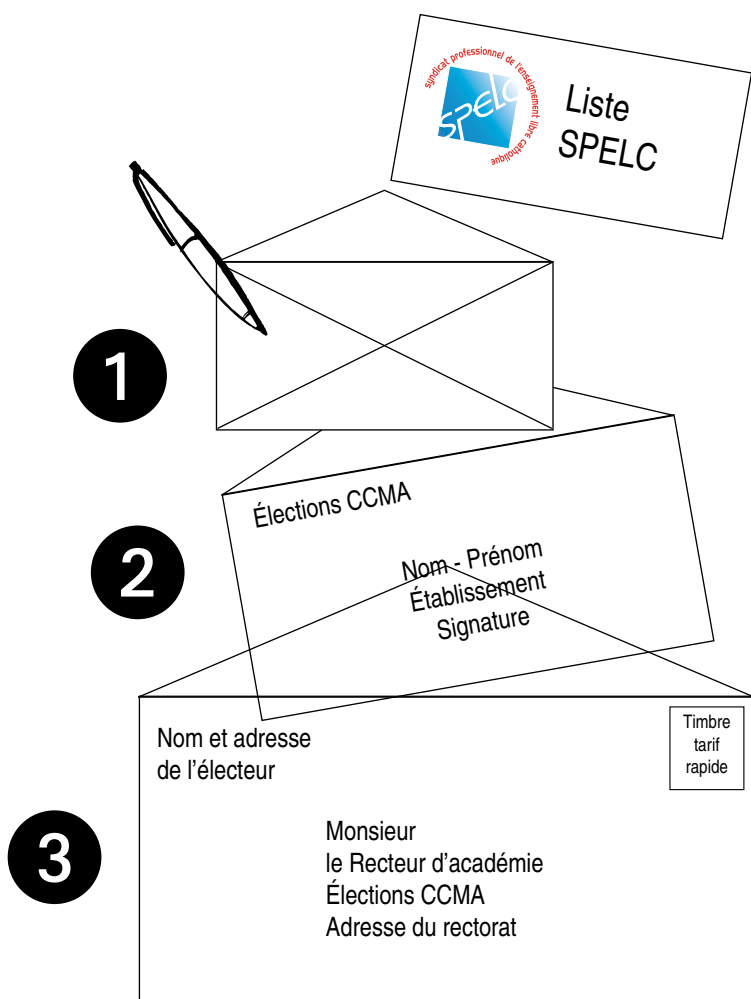 syndicat professionnel de l'enseignement libre catholique
SPELC
Liste
SPELC
1
Élections CCMA
2
Nom - Prénom
Établissement
Signature
Nom et adresse
de l'électeur
Timbre
tarif
rapide
3
Monsieur
le Recteur d'académie
Élections CCMA
Adresse du rectorat